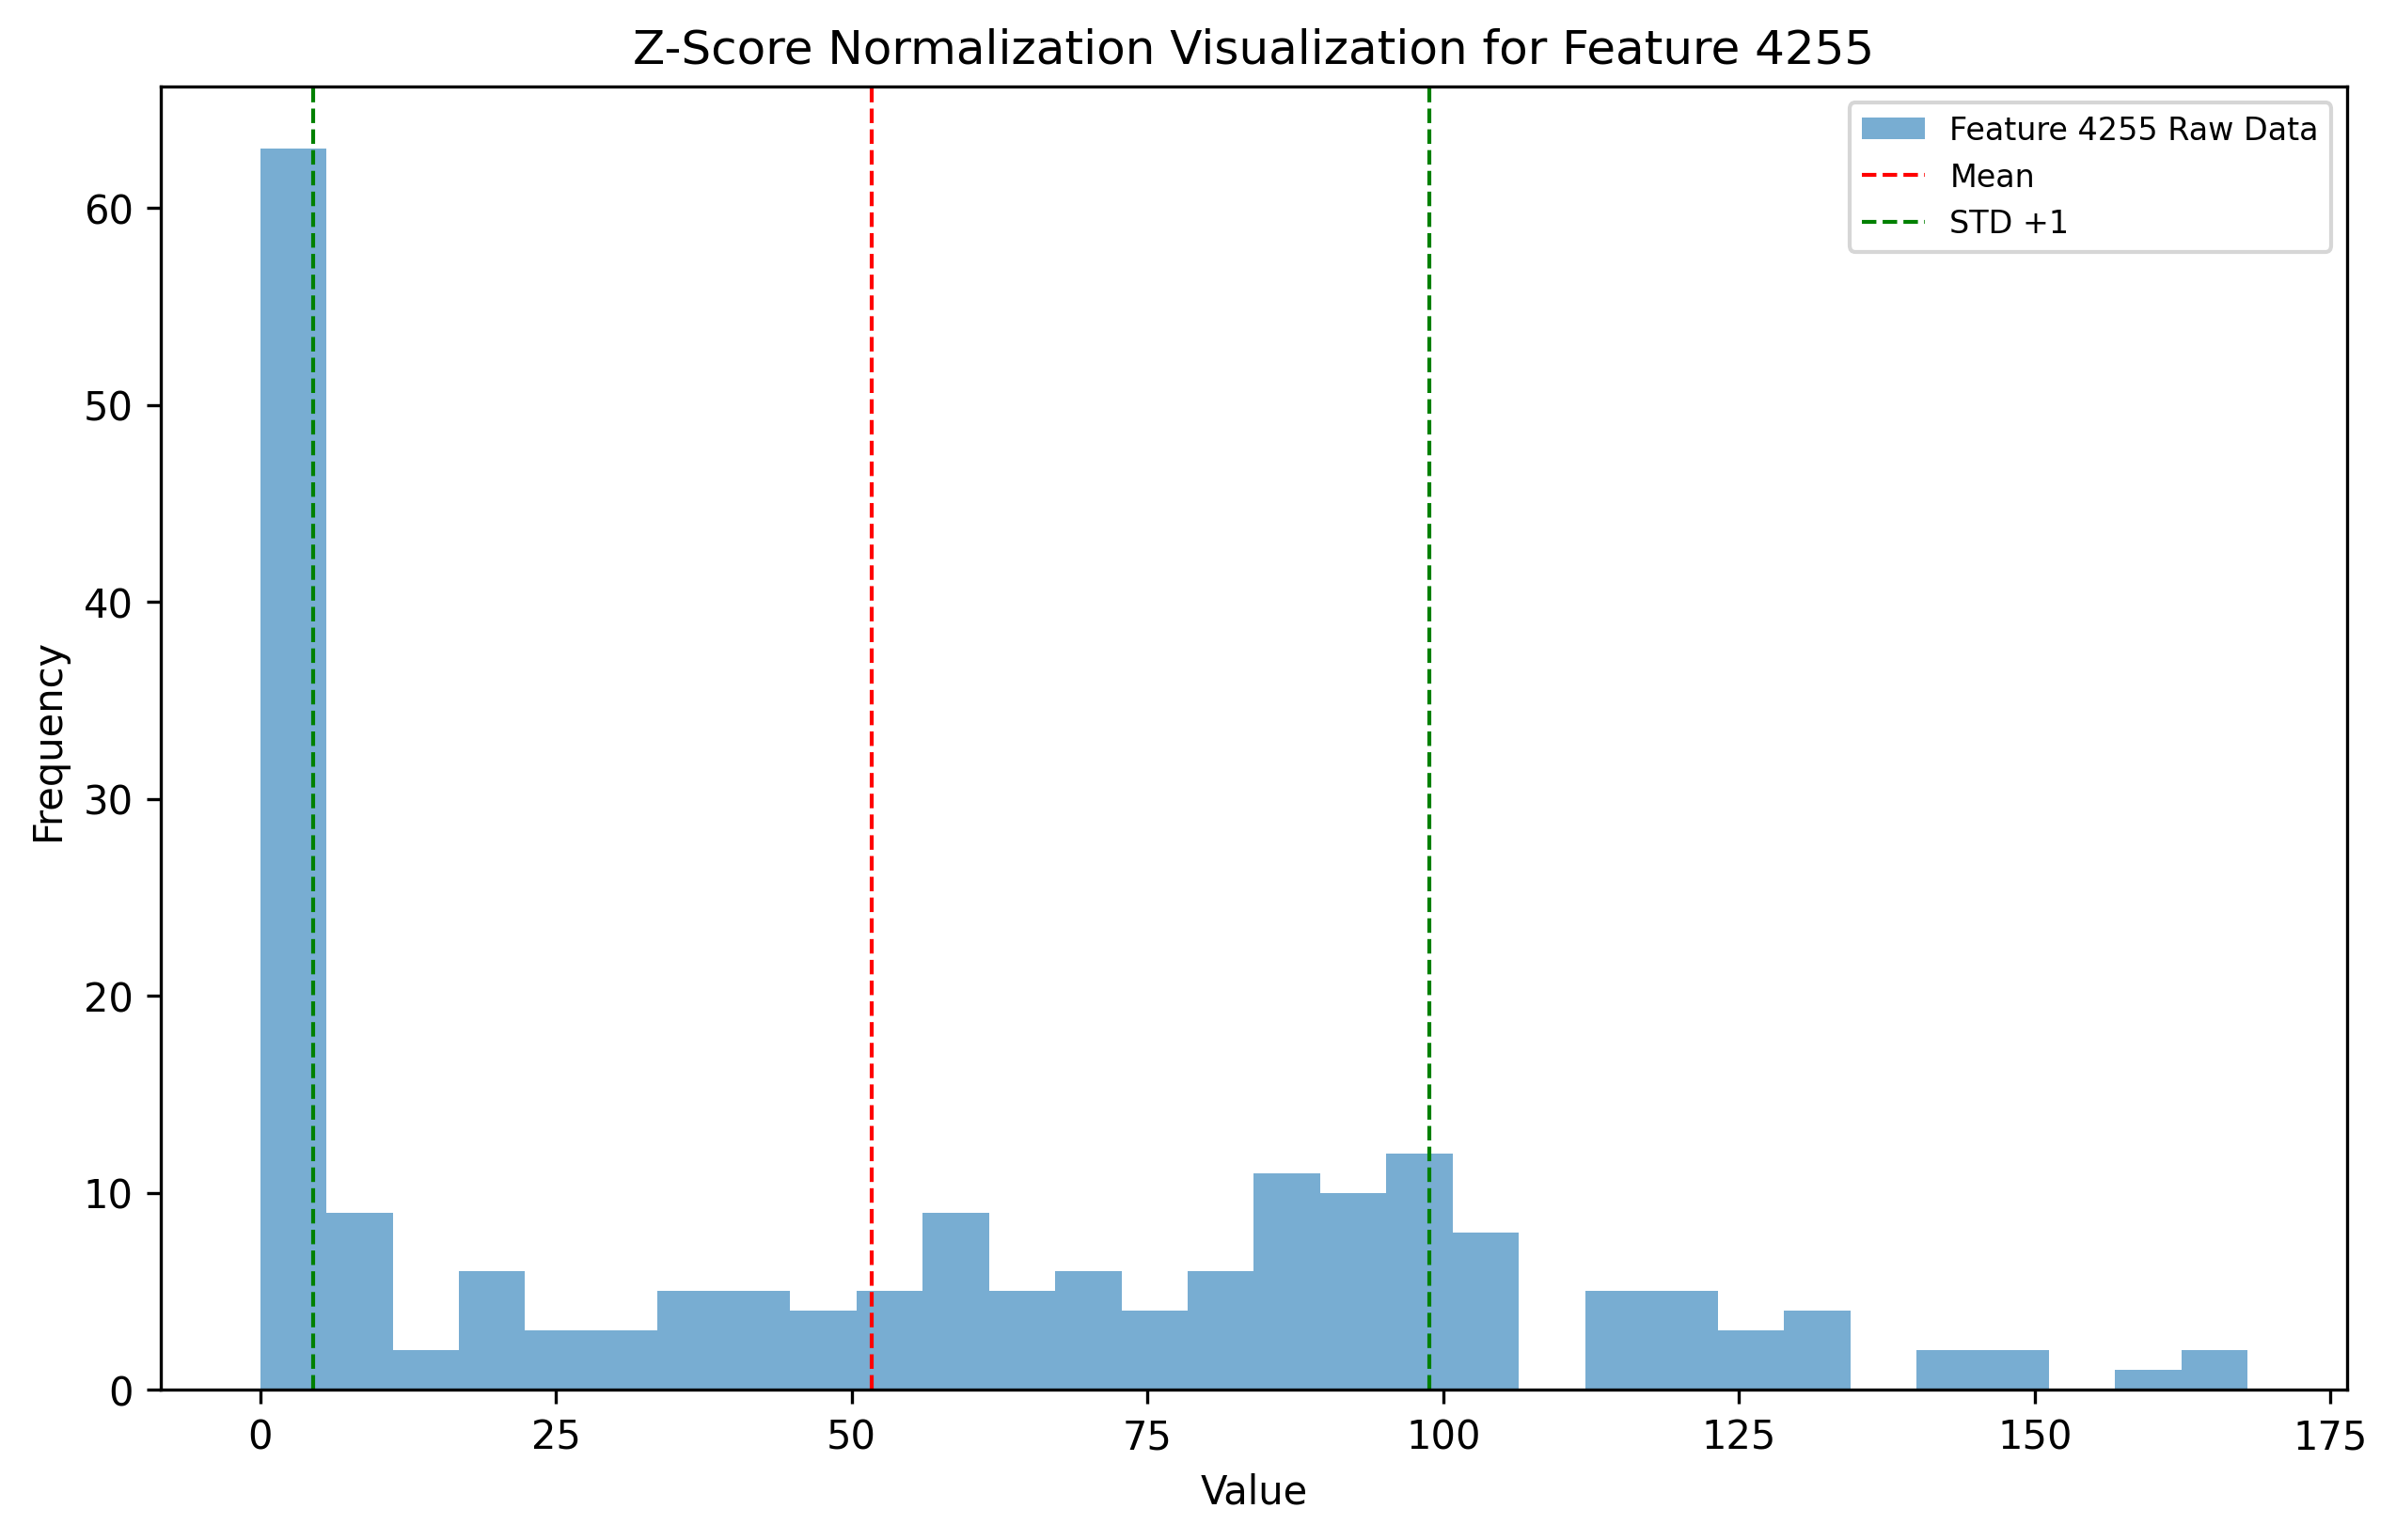 Z-Score Normalization Visualization for Feature 4255
Feature 4255 Raw Data
Mean
STD +1
Frequency
60
50
40
30
20
10
0
0 25 50 75 100 125 150 175
Value